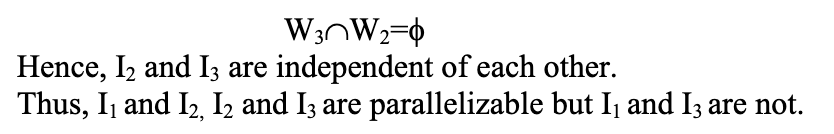 W₃∩W₂=ϕ
Hence, I₂ and I₃ are independent of each other.
Thus, I₁ and I₂, I₂ and I₃ are parallelizable but I₁ and I₃ are not.